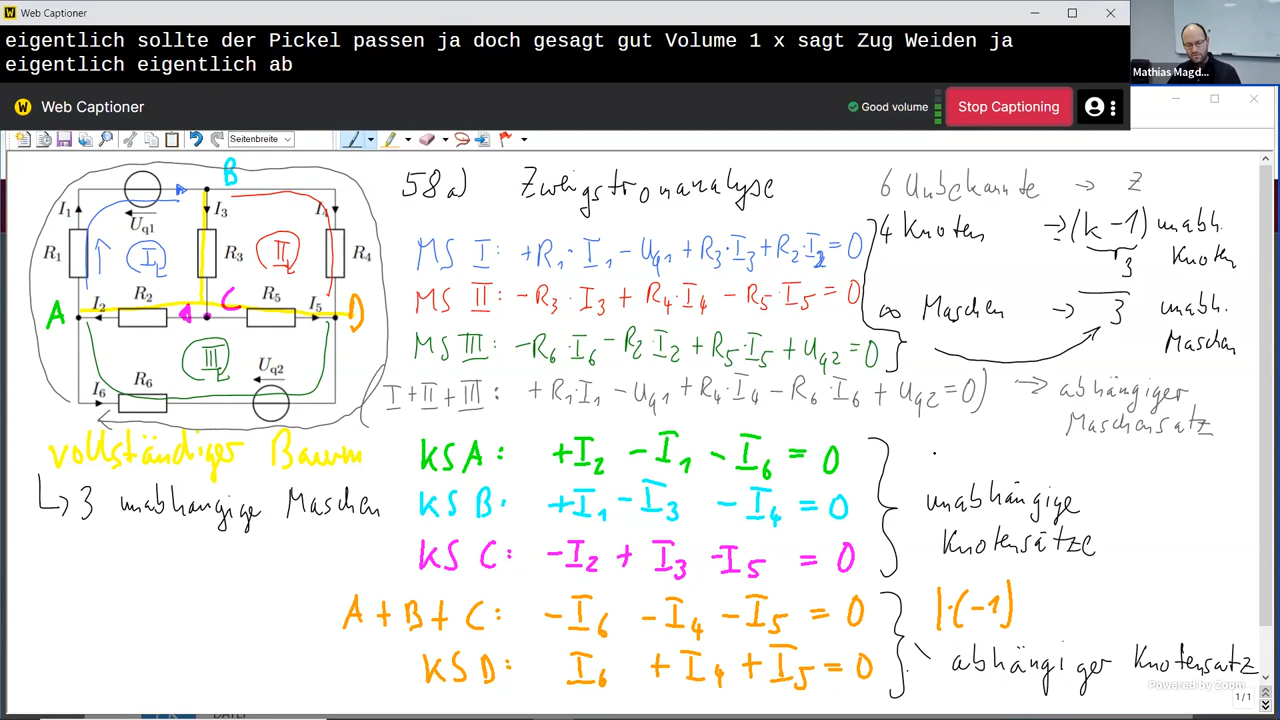 Web Captioner
eigentlich sollte der Pickel passen ja doch gesagt gut Volume 1 x sagt Zug Weiden ja
eigentlich eigentlich ab
Mathias Magd...
W Web Captioner
Good volume
Stop Captioning
Seitenbreite
B
I1
Uq1
I3
I4
R1
I
R3
II
R4
A
I2
R2
C
R5
I5
D
III
R6
Uq2
I6
vollständiger Baum
↳ 3 unabhängige Maschen
58a) Zweigstromanalyse
MS I: +R1·I1 - Uq1 + R3·I3 + R2·I2 = 0
MS II: -R3·I3 + R4·I4 - R5·I5 = 0
MS III: -R6·I6 - R2·I2 + R5·I5 + Uq2 = 0
I+II+III: +R1·I1 - Uq1 + R4·I4 - R6·I6 + Uq2 = 0) → abhängiger
Maschensatz
6 Unbekannte → z
4 Knoten → (k-1) unabh.
3 Knoten
∞ Maschen → 3 unabh.
Maschen
KS A: +I2 - I1 - I6 = 0
KS B: +I1 - I3 - I4 = 0
KS C: -I2 + I3 - I5 = 0
unabhängige
Knotensätze
A+B+C: -I6 - I4 - I5 = 0 |·(-1)
KS D: I6 + I4 + I5 = 0
abhängiger Knotensatz
Powered by Zoom
1/1